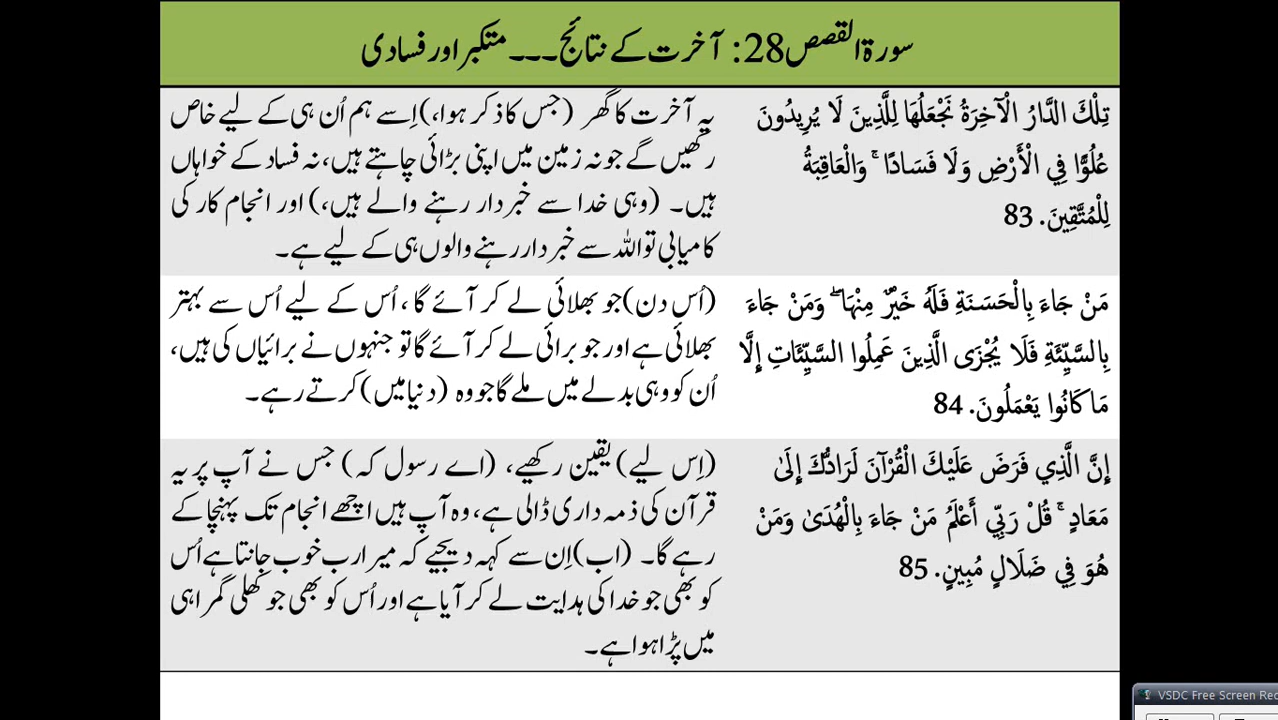 سورۃ القصص 28: آخرت کے نتائج۔۔۔ متکبر اور فسادی
تِلْكَ الدَّارُ الْآخِرَةُ نَجْعَلُهَا لِلَّذِينَ لَا يُرِيدُونَ
عُلُوًّا فِي الْأَرْضِ وَلَا فَسَادًا ۚ وَالْعَاقِبَةُ
لِلْمُتَّقِينَ. 83
یہ آخرت کا گھر (جس کا ذکر ہوا،) اِسے ہم اُن ہی کے لیے خاص
رکھیں گے جو نہ زمین میں اپنی بڑائی چاہتے ہیں، نہ فساد کے خواہاں
ہیں۔ (وہی خدا سے خبردار رہنے والے ہیں،) اور انجام کار کی
کامیابی تو اللہ سے خبردار رہنے والوں ہی کے لیے ہے۔
مَنْ جَاءَ بِالْحَسَنَةِ فَلَهُ خَيْرٌ مِنْهَا ۖ وَمَنْ جَاءَ
بِالسَّيِّئَةِ فَلَا يُجْزَى الَّذِينَ عَمِلُوا السَّيِّئَاتِ إِلَّا
مَا كَانُوا يَعْمَلُونَ. 84
(اُس دن) جو بھلائی لے کر آئے گا، اُس کے لیے اُس سے بہتر
بھلائی ہے اور جو برائی لے کر آئے گا تو جنہوں نے برائیاں کی ہیں،
اُن کو وہی بدلے میں ملے گا جو وہ (دنیا میں) کرتے رہے۔
إِنَّ الَّذِي فَرَضَ عَلَيْكَ الْقُرْآنَ لَرَادُّكَ إِلَىٰ
مَعَادٍ ۚ قُلْ رَبِّي أَعْلَمُ مَنْ جَاءَ بِالْهُدَىٰ وَمَنْ
هُوَ فِي ضَلَالٍ مُبِينٍ. 85
(اِس لیے) یقین رکھیے، (اے رسول کہ) جس نے آپ پر یہ
قرآن کی ذمہ داری ڈالی ہے، وہ آپ ہیں اچھے انجام تک پہنچا کے
رہے گا۔ (اب) اِن سے کہہ دیجیے کہ میرا رب خوب جانتا ہے اُس
کو بھی جو خدا کی ہدایت لے کر آیا ہے اور اُس کو بھی جو کھلی گمراہی
میں پڑا ہوا ہے۔
VSDC Free Screen Rec